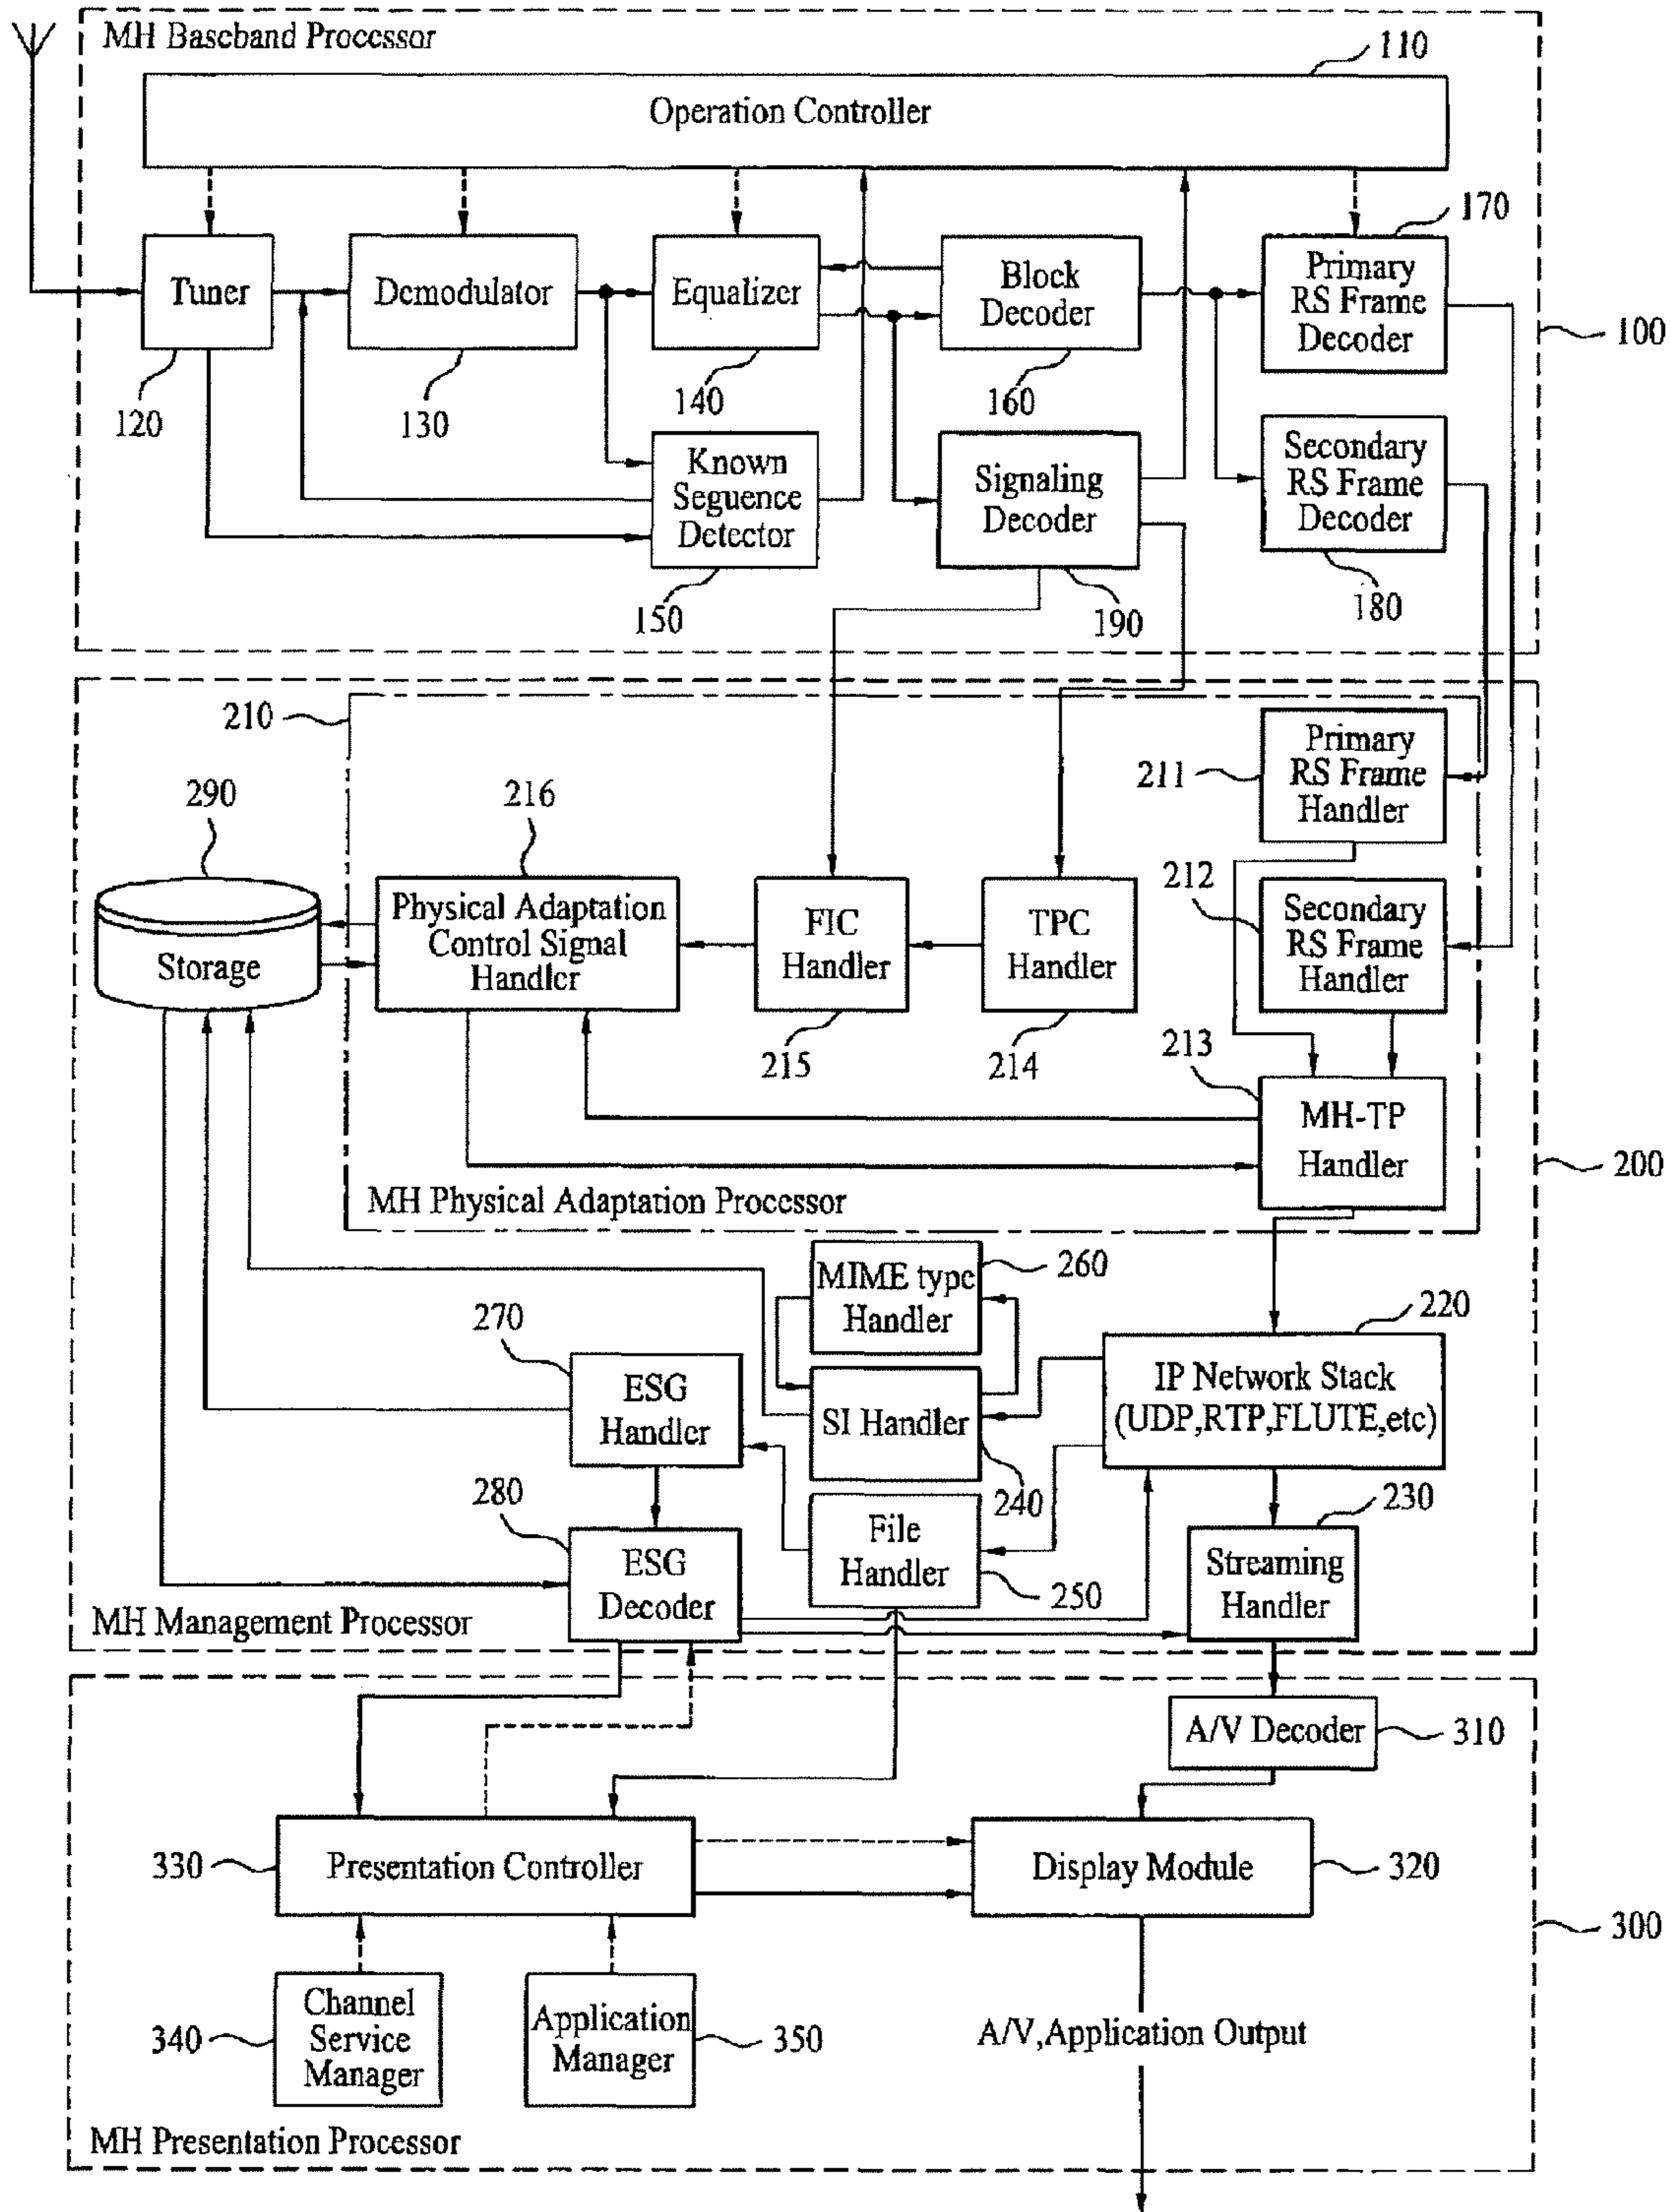 MH Baseband Processor
110
Operation Controller
170
Tuner
Demodulator
Equalizer
Block
Decoder
Primary
RS Frame
Decoder
100
120
130
140
160
Known
Seguence
Detector
Signaling
Decoder
Secondary
RS Frame
Decoder
150
190
180
210
211
Primary
RS Frame
Handler
290
216
212
Storage
Physical Adaptation
Control Signal
Handler
FIC
Handler
TPC
Handler
Secondary
RS Frame
Handler
215
214
213
MH-TP
Handler
200
MH Physical Adaptation Processor
MIME type
Handler
260
270
220
ESG
Handler
SI Handler
IP Network Stack
(UDP,RTP,FLUTE,etc)
240
280
230
ESG
Decoder
File
Handler
250
Streaming
Handler
MH Management Processor
A/V Decoder
310
330
Presentation Controller
Display Module
320
300
340
Channel
Service
Manager
Application
Manager
350
A/V,Application Output
MH Presentation Processor